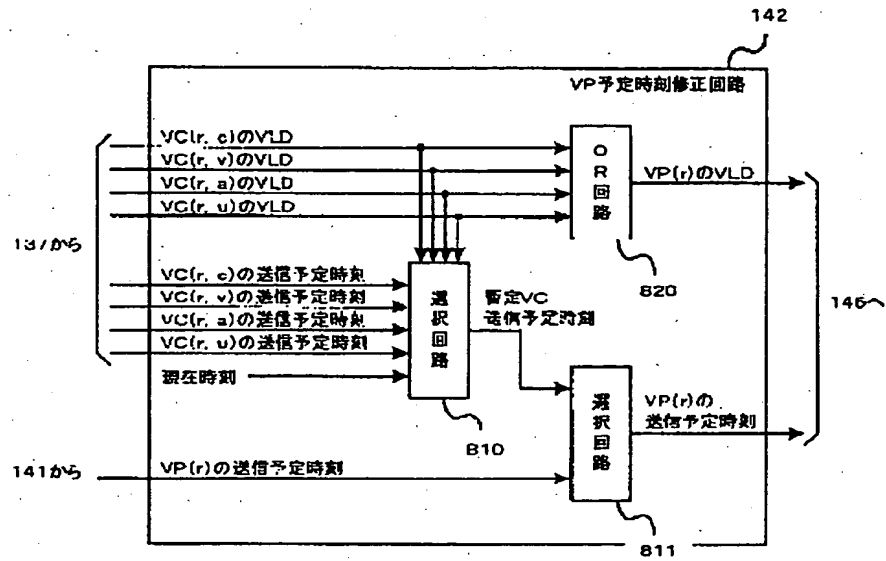 142
VP予定時刻修正回路
VC(r, c)のVLD
VC(r, v)のVLD
VC(r, a)のVLD
VC(r, u)のVLD
OR回路
VP(r)のVLD
820
137から
VC(r, c)の送信予定時刻
VC(r, v)の送信予定時刻
VC(r, a)の送信予定時刻
VC(r, u)の送信予定時刻
現在時刻
選択回路
810
暫定VC
送信予定時刻
146へ
選択回路
VP(r)の
送信予定時刻
141から
VP(r)の送信予定時刻
811